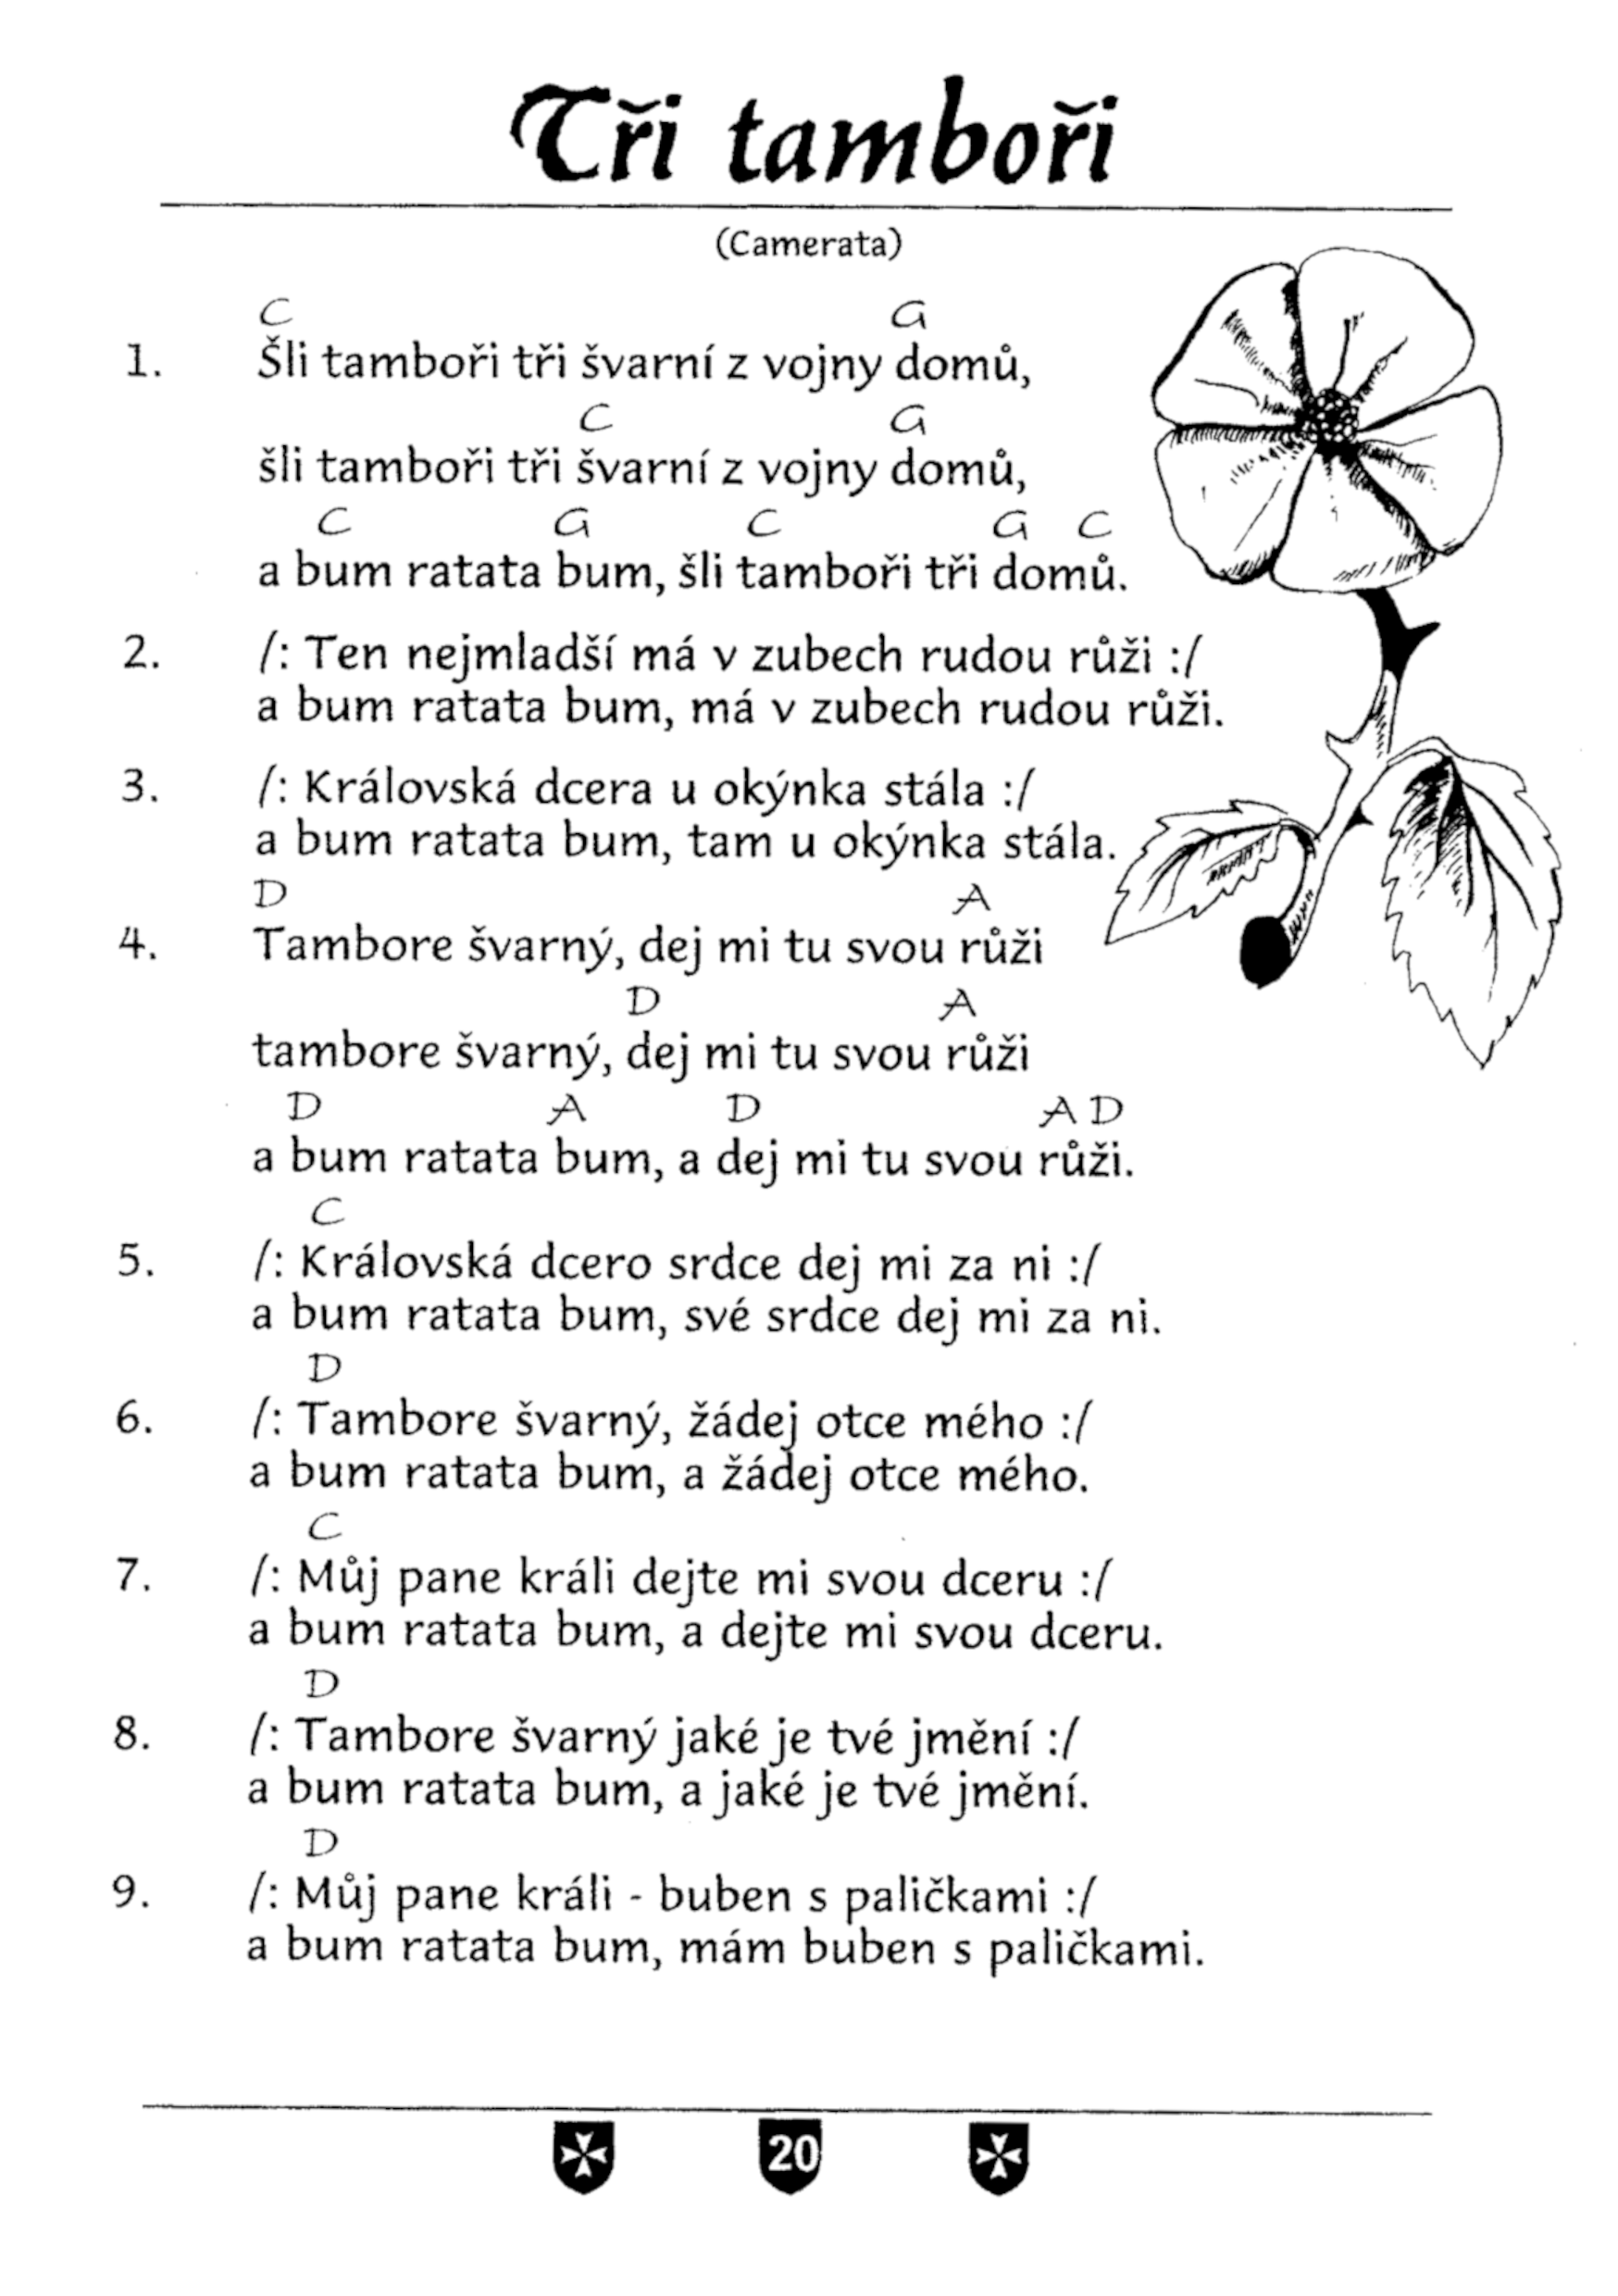 Tři tamboři
(Camerata)
C G
1. Šli tamboři tři švarní z vojny domů,
C G
šli tamboři tři švarní z vojny domů,
C G C G C
a bum ratata bum, šli tamboři tři domů.
2. /: Ten nejmladší má v zubech rudou růži :/
a bum ratata bum, má v zubech rudou růži.
3. /: Královská dcera u okýnka stála :/
a bum ratata bum, tam u okýnka stála.
D A
4. Tambore švarný, dej mi tu svou růži
D A
tambore švarný, dej mi tu svou růži
D A D A D
a bum ratata bum, a dej mi tu svou růži.
C
5. /: Královská dcero srdce dej mi za ni :/
a bum ratata bum, své srdce dej mi za ni.
D
6. /: Tambore švarný, žádej otce mého :/
a bum ratata bum, a žádej otce mého.
C
7. /: Můj pane králi dejte mi svou dceru :/
a bum ratata bum, a dejte mi svou dceru.
D
8. /: Tambore švarný jaké je tvé jmění :/
a bum ratata bum, a jaké je tvé jmění.
D
9. /: Můj pane králi - buben s paličkami :/
a bum ratata bum, mám buben s paličkami.
20